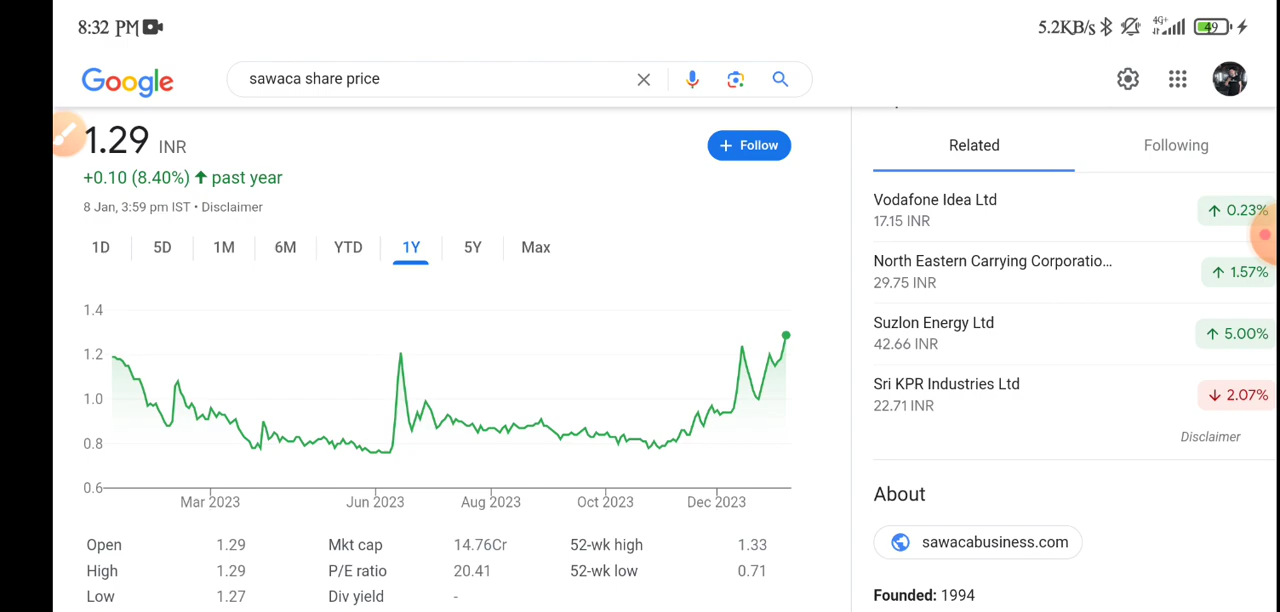 8:32 PM
5.2KB/s 4G+ 49
Google
sawaca share price
1.29 INR
+ Follow
+0.10 (8.40%) ↑ past year
8 Jan, 3:59 pm IST • Disclaimer
1D 5D 1M 6M YTD 1Y 5Y Max
1.4
1.2
1.0
0.8
0.6
Mar 2023 Jun 2023 Aug 2023 Oct 2023 Dec 2023
Open 1.29 Mkt cap 14.76Cr 52-wk high 1.33
High 1.29 P/E ratio 20.41 52-wk low 0.71
Low 1.27 Div yield -
Related Following
Vodafone Idea Ltd
17.15 INR
↑ 0.23%
North Eastern Carrying Corporatio...
29.75 INR
↑ 1.57%
Suzlon Energy Ltd
42.66 INR
↑ 5.00%
Sri KPR Industries Ltd
22.71 INR
↓ 2.07%
Disclaimer
About
sawacabusiness.com
Founded: 1994